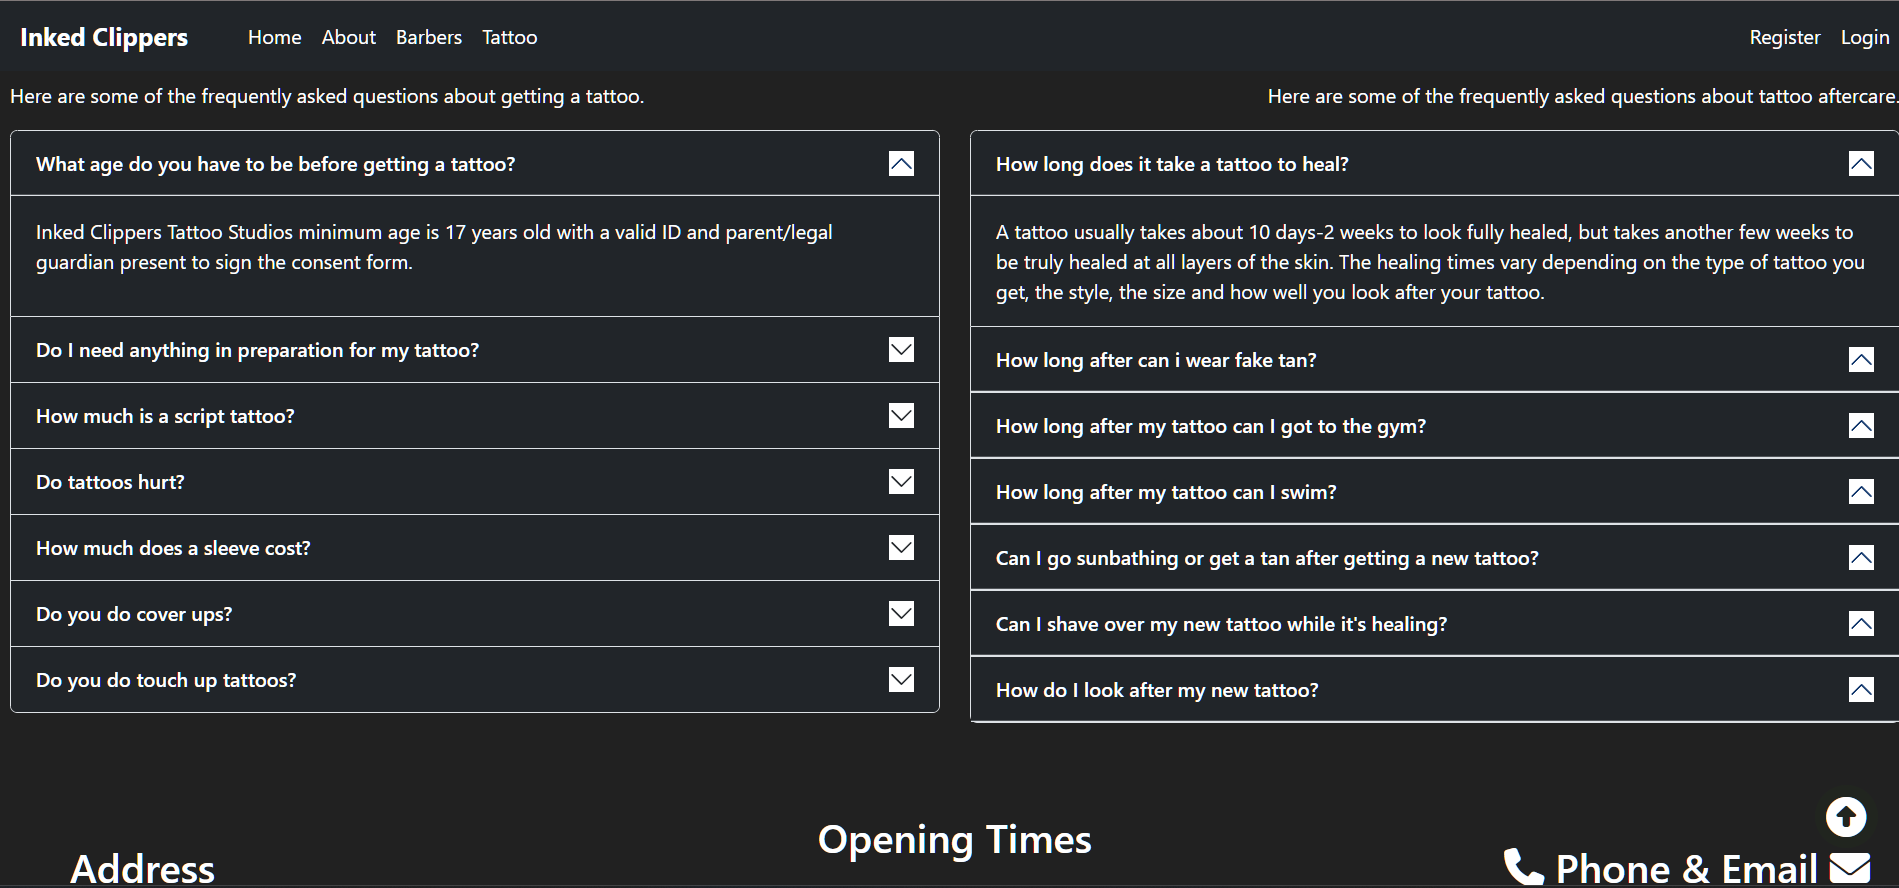 Inked Clippers Home About Barbers Tattoo Register Login
Here are some of the frequently asked questions about getting a tattoo.
What age do you have to be before getting a tattoo?
Inked Clippers Tattoo Studios minimum age is 17 years old with a valid ID and parent/legal
guardian present to sign the consent form.
Do I need anything in preparation for my tattoo?
How much is a script tattoo?
Do tattoos hurt?
How much does a sleeve cost?
Do you do cover ups?
Do you do touch up tattoos?
Here are some of the frequently asked questions about tattoo aftercare.
How long does it take a tattoo to heal?
A tattoo usually takes about 10 days-2 weeks to look fully healed, but takes another few weeks to
be truly healed at all layers of the skin. The healing times vary depending on the type of tattoo you
get, the style, the size and how well you look after your tattoo.
How long after can i wear fake tan?
How long after my tattoo can I got to the gym?
How long after my tattoo can I swim?
Can I go sunbathing or get a tan after getting a new tattoo?
Can I shave over my new tattoo while it's healing?
How do I look after my new tattoo?
Address
Opening Times
Phone & Email